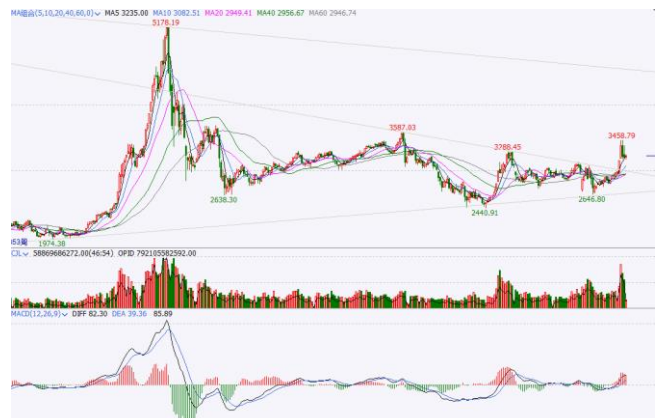 MA组合(5,10,20,40,60,0) MA5 3235.00 MA10 3082.51 MA20 2949.41 MA40 2956.67 MA60 2946.74
5178.19
3587.03
3288.45
3458.79
2638.30
2440.91
2646.80
1974.38
CJL 58869686272.00(46:54) OPID 792105582592.00
MACD(12,26,9) DIFF 82.30 DEA 39.36 85.89